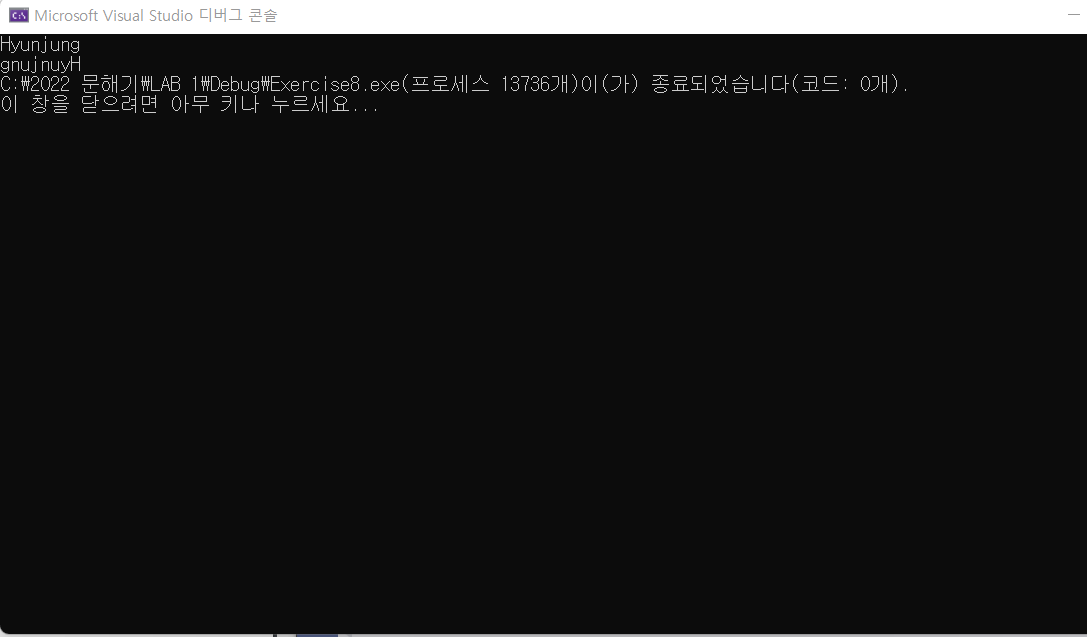 Microsoft Visual Studio 디버그 콘솔
Hyunjung
gnujnuyH
C:\2022 문해기\LAB 1\Debug\Exercise8.exe(프로세스 13736개)이(가) 종료되었습니다(코드: 0개).
이 창을 닫으려면 아무 키나 누르세요...